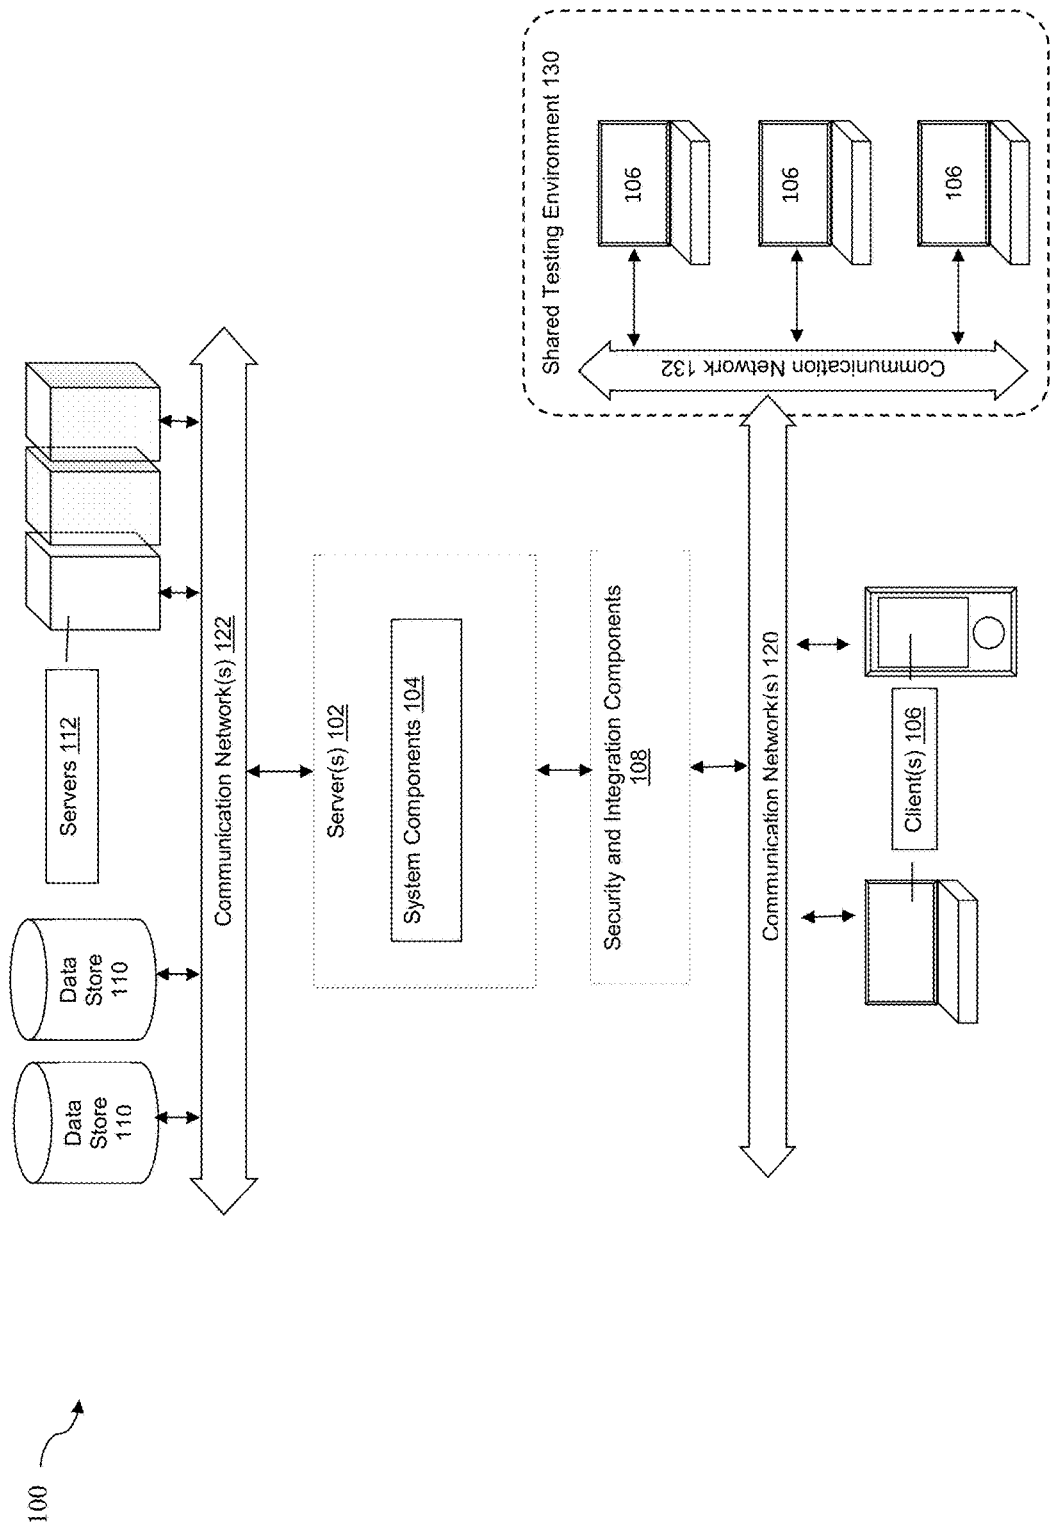 100
Data
Store
110
Data
Store
110
Servers 112
Communication Network(s) 122
Server(s) 102
System Components 104
Security and Integration Components
108
Communication Network(s) 120
Client(s) 106
Shared Testing Environment 130
Communication Network 132
106
106
106